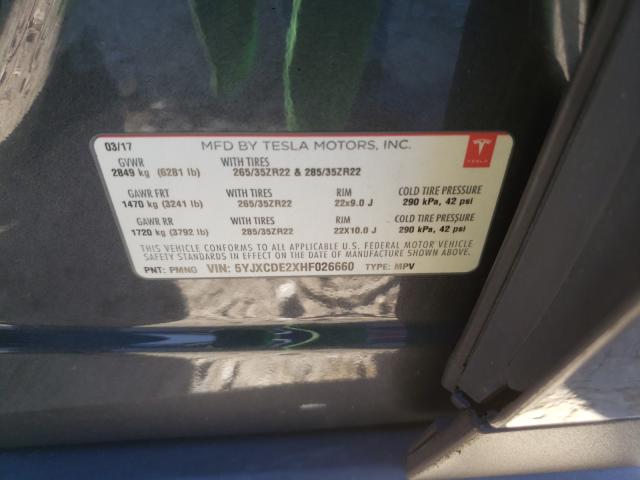 03/17 MFD BY TESLA MOTORS, INC.
GVWR WITH TIRES
2849 kg (6281 lb) 265/35ZR22 & 285/35ZR22
TESLA
GAWR FRT WITH TIRES RIM COLD TIRE PRESSURE
1470 kg (3241 lb) 265/35ZR22 22x9.0 J 290 kPa, 42 psi
GAWR RR WITH TIRES RIM COLD TIRE PRESSURE
1720 kg (3792 lb) 285/35ZR22 22X10.0 J 290 kPa, 42 psi
THIS VEHICLE CONFORMS TO ALL APPLICABLE U.S. FEDERAL MOTOR VEHICLE
SAFETY STANDARDS IN EFFECT ON THE DATE OF MANUFACTURE SHOWN ABOVE.
PNT: PMNG VIN: 5YJXCDE2XHF026660 TYPE: MPV